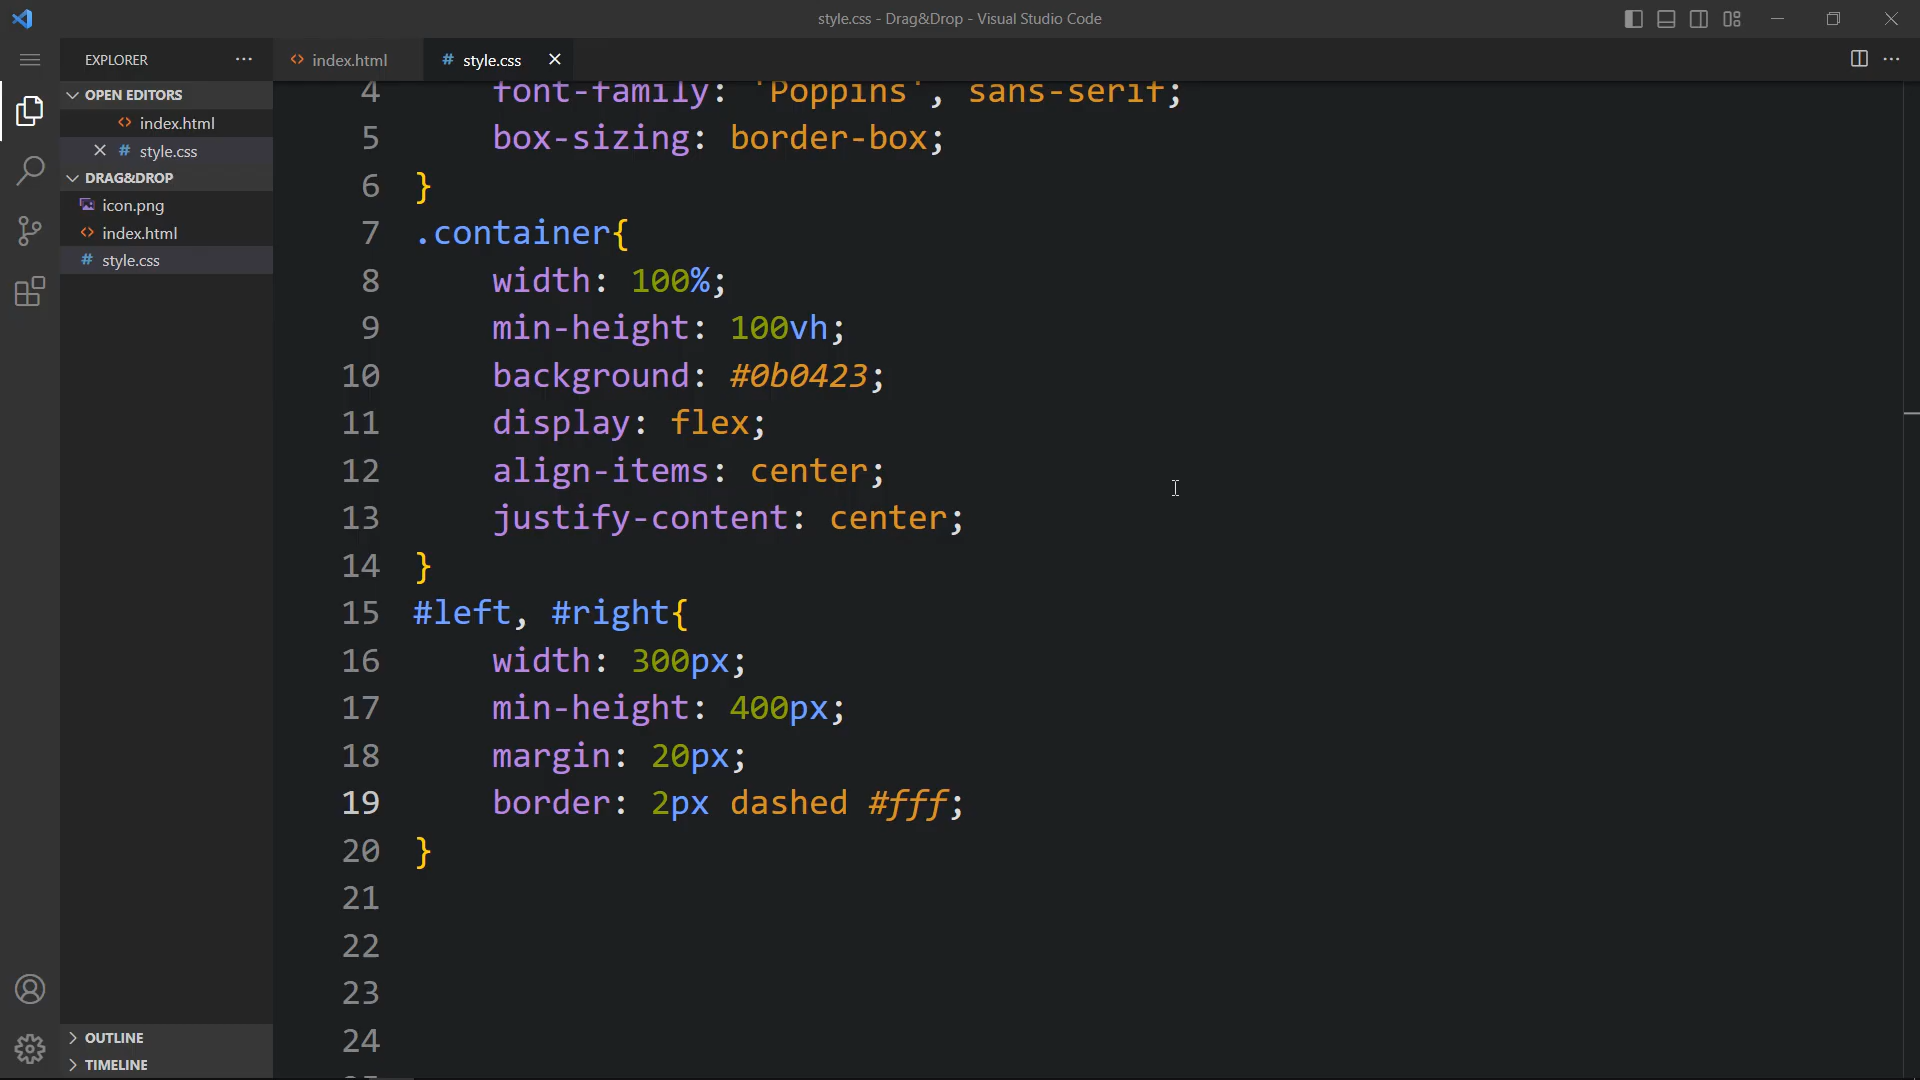 style.css - Drag&Drop - Visual Studio Code
EXPLORER
index.html
# style.css
OPEN EDITORS
index.html
# style.css
DRAG&DROP
icon.png
index.html
# style.css
OUTLINE
TIMELINE
4 font-family: 'Poppins', sans-serif;
5 box-sizing: border-box;
6 }
7 .container{
8 width: 100%;
9 min-height: 100vh;
10 background: #0b0423;
11 display: flex;
12 align-items: center;
13 justify-content: center;
14 }
15 #left, #right{
16 width: 300px;
17 min-height: 400px;
18 margin: 20px;
19 border: 2px dashed #fff;
20 }
21
22
23
24